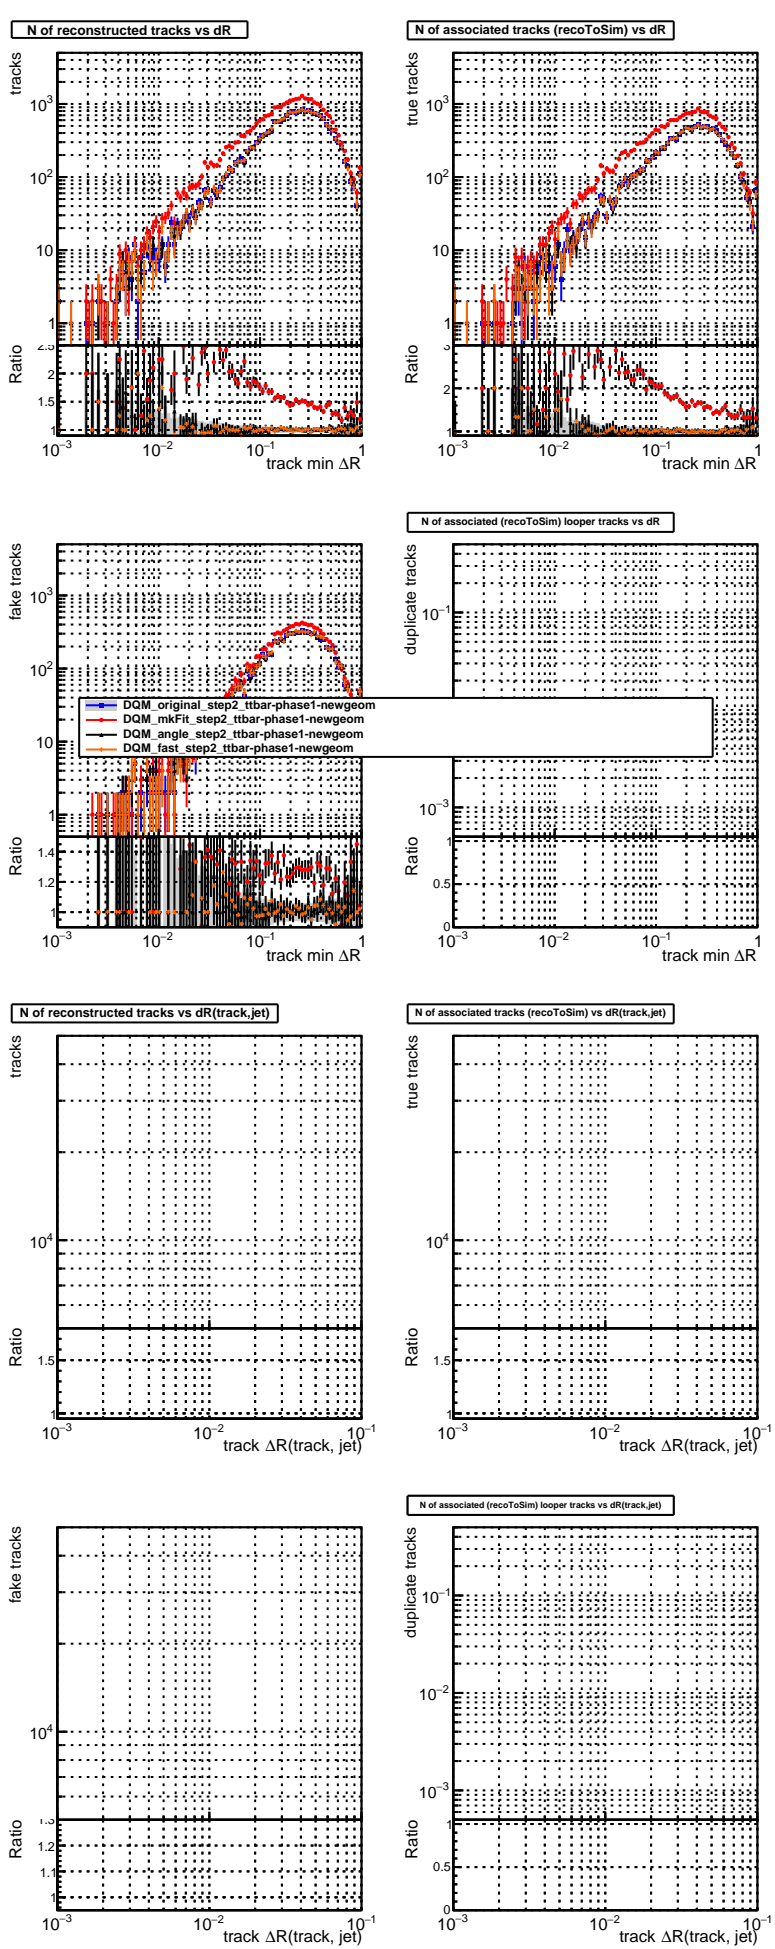 N of reconstructed tracks vs dR
tracks
10³
10²
10
1
Ratio
2.5
2
1.5
1
10⁻³ 10⁻² 10⁻¹ 1
track min ΔR
N of associated tracks (recoToSim) vs dR
true tracks
10³
10²
10
1
Ratio
3
2
1
10⁻³ 10⁻² 10⁻¹ 1
track min ΔR
fake tracks
10³
10²
10
1
Ratio
1.4
1.2
1
10⁻³ 10⁻² 10⁻¹ 1
track min ΔR
N of associated (recoToSim) looper tracks vs dR
duplicate tracks
10⁻¹
10⁻³
Ratio
1
0.5
0
10⁻³ 10⁻² 10⁻¹ 1
track min ΔR
DQM_original_step2_ttbar-phase1-newgeom
DQM_mkFit_step2_ttbar-phase1-newgeom
DQM_angle_step2_ttbar-phase1-newgeom
DQM_fast_step2_ttbar-phase1-newgeom
N of reconstructed tracks vs dR(track,jet)
tracks
10⁴
Ratio
1.5
1
10⁻³ 10⁻² 10⁻¹
track ΔR(track, jet)
N of associated tracks (recoToSim) vs dR(track,jet)
true tracks
10⁴
Ratio
1.5
1
10⁻³ 10⁻² 10⁻¹
track ΔR(track, jet)
fake tracks
10⁴
Ratio
1.3
1.2
1.1
1
10⁻³ 10⁻² 10⁻¹
track ΔR(track, jet)
N of associated (recoToSim) looper tracks vs dR(track,jet)
duplicate tracks
10⁻¹
10⁻²
10⁻³
Ratio
1
0.5
0
10⁻³ 10⁻² 10⁻¹
track ΔR(track, jet)